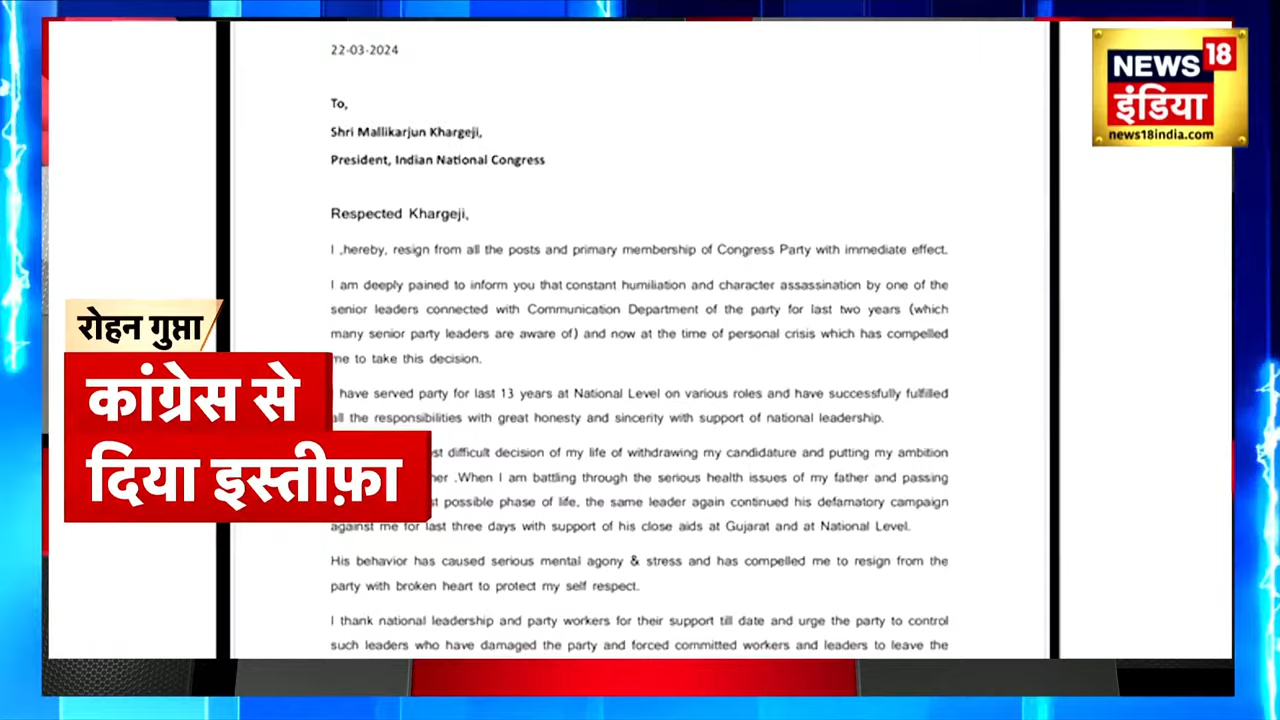 22-03-2024
NEWS 18
इंडिया
news18india.com
To,
Shri Mallikarjun Khargeji,
President, Indian National Congress
Respected Khargeji,
I ,hereby, resign from all the posts and primary membership of Congress Party with immediate effect.
I am deeply pained to inform you that constant humiliation and character assassination by one of the
senior leaders connected with Communication Department of the party for last two years (which
many senior party leaders are aware of) and now at the time of personal crisis which has compelled
me to take this decision.
have served party for last 13 years at National Level on various roles and have successfully fulfilled
all the responsibilities with great honesty and sincerity with support of national leadership.
difficult decision of my life of withdrawing my candidature and putting my ambition
.When I am battling through the serious health issues of my father and passing
possible phase of life, the same leader again continued his defamatory campaign
against me for last three days with support of his close aids at Gujarat and at National Level.
His behavior has caused serious mental agony & stress and has compelled me to resign from the
party with broken heart to protect my self respect.
I thank national leadership and party workers for their support till date and urge the party to control
such leaders who have damaged the party and forced committed workers and leaders to leave the
रोहन गुप्ता
कांग्रेस से
दिया इस्तीफ़ा